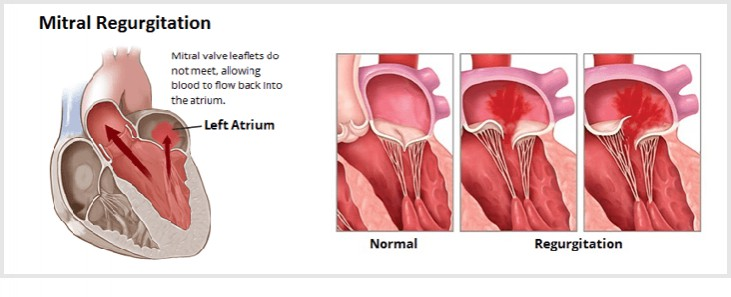 Mitral Regurgitation
Mitral valve leaflets do
not meet, allowing
blood to flow back into
the atrium.
Left Atrium
Normal
Regurgitation